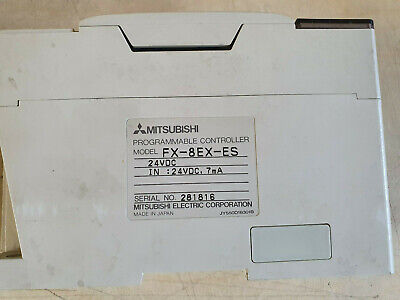 MITSUBISHI
PROGRAMMABLE CONTROLLER
MODEL FX-8EX-ES
24VDC
IN :24VDC, 7mA
SERIAL NO. 281816
MITSUBISHI ELECTRIC CORPORATION
MADE IN JAPAN